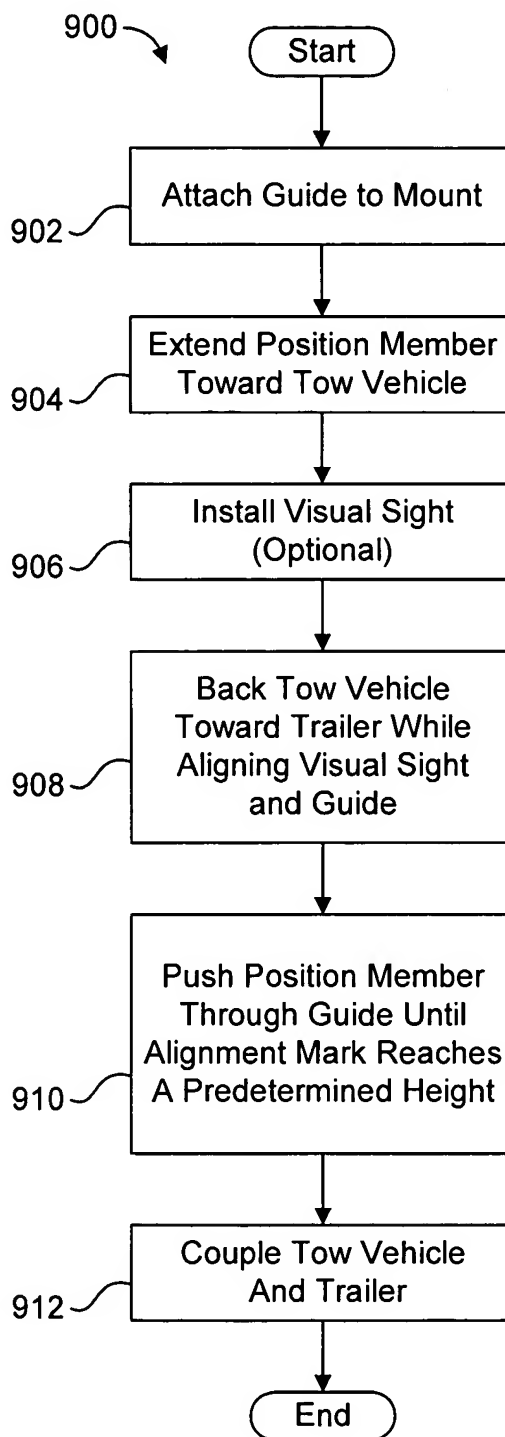 900
Start
902
Attach Guide to Mount
904
Extend Position Member
Toward Tow Vehicle
906
Install Visual Sight
(Optional)
908
Back Tow Vehicle
Toward Trailer While
Aligning Visual Sight
and Guide
910
Push Position Member
Through Guide Until
Alignment Mark Reaches
A Predetermined Height
912
Couple Tow Vehicle
And Trailer
End